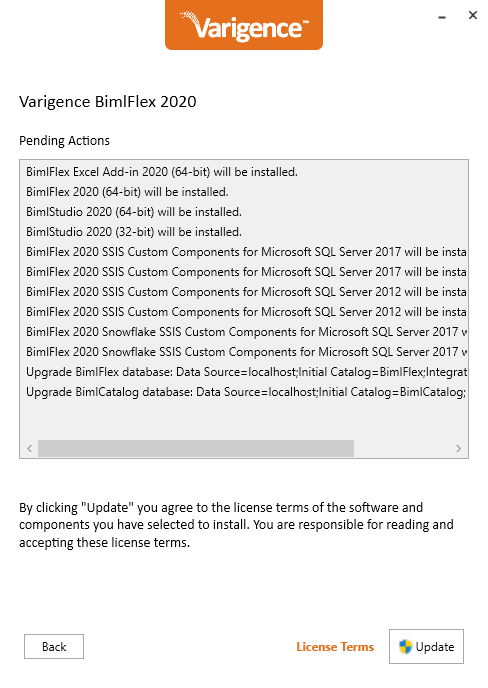 Varigence™
Varigence BimlFlex 2020
Pending Actions
BimlFlex Excel Add-in 2020 (64-bit) will be installed.
BimlFlex 2020 (64-bit) will be installed.
BimlStudio 2020 (64-bit) will be installed.
BimlStudio 2020 (32-bit) will be installed.
BimlFlex 2020 SSIS Custom Components for Microsoft SQL Server 2017 will be insta
BimlFlex 2020 SSIS Custom Components for Microsoft SQL Server 2017 will be insta
BimlFlex 2020 SSIS Custom Components for Microsoft SQL Server 2012 will be insta
BimlFlex 2020 SSIS Custom Components for Microsoft SQL Server 2012 will be insta
BimlFlex 2020 Snowflake SSIS Custom Components for Microsoft SQL Server 2017 w
BimlFlex 2020 Snowflake SSIS Custom Components for Microsoft SQL Server 2017 w
Upgrade BimlFlex database: Data Source=localhost;Initial Catalog=BimlFlex;Integrat
Upgrade BimlCatalog database: Data Source=localhost;Initial Catalog=BimlCatalog;
By clicking "Update" you agree to the license terms of the software and
components you have selected to install. You are responsible for reading and
accepting these license terms.
Back
License Terms
Update